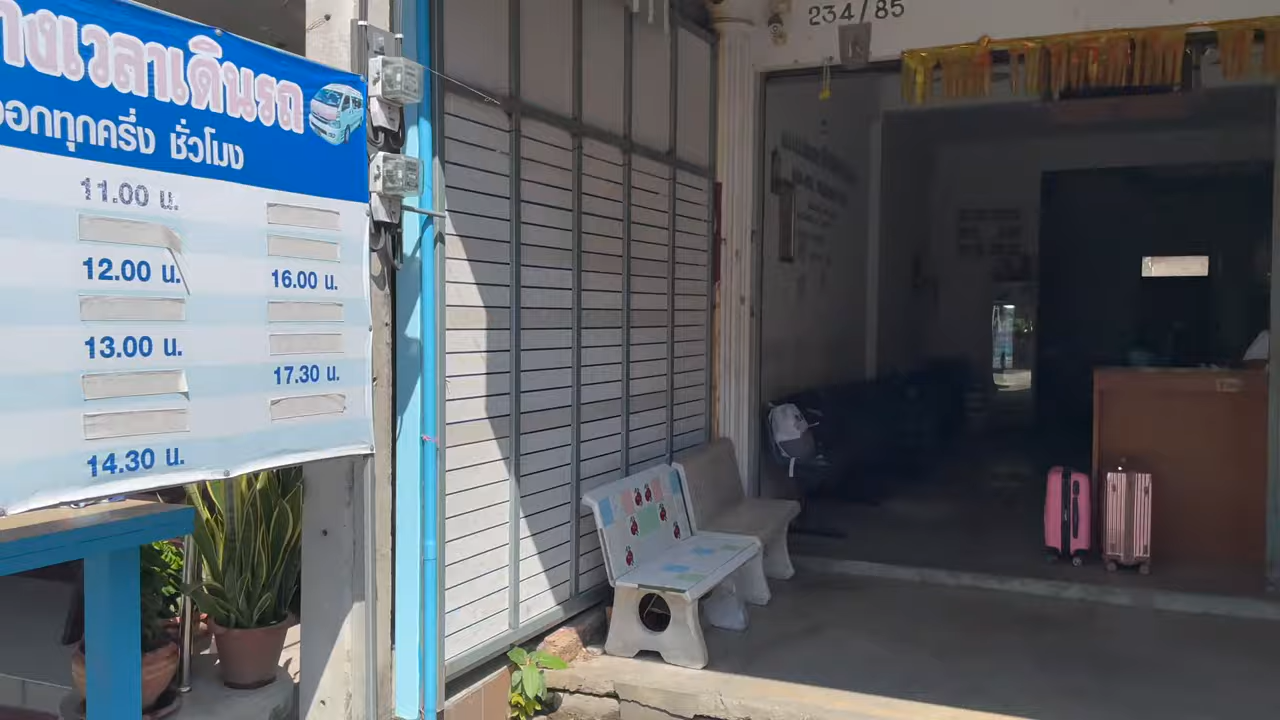 างเวลาเดินรถ
ออกทุกครึ่ง ชั่วโมง
11.00 น.
12.00 น.
13.00 น.
14.30 น.
16.00 น.
17.30 น.
234/85